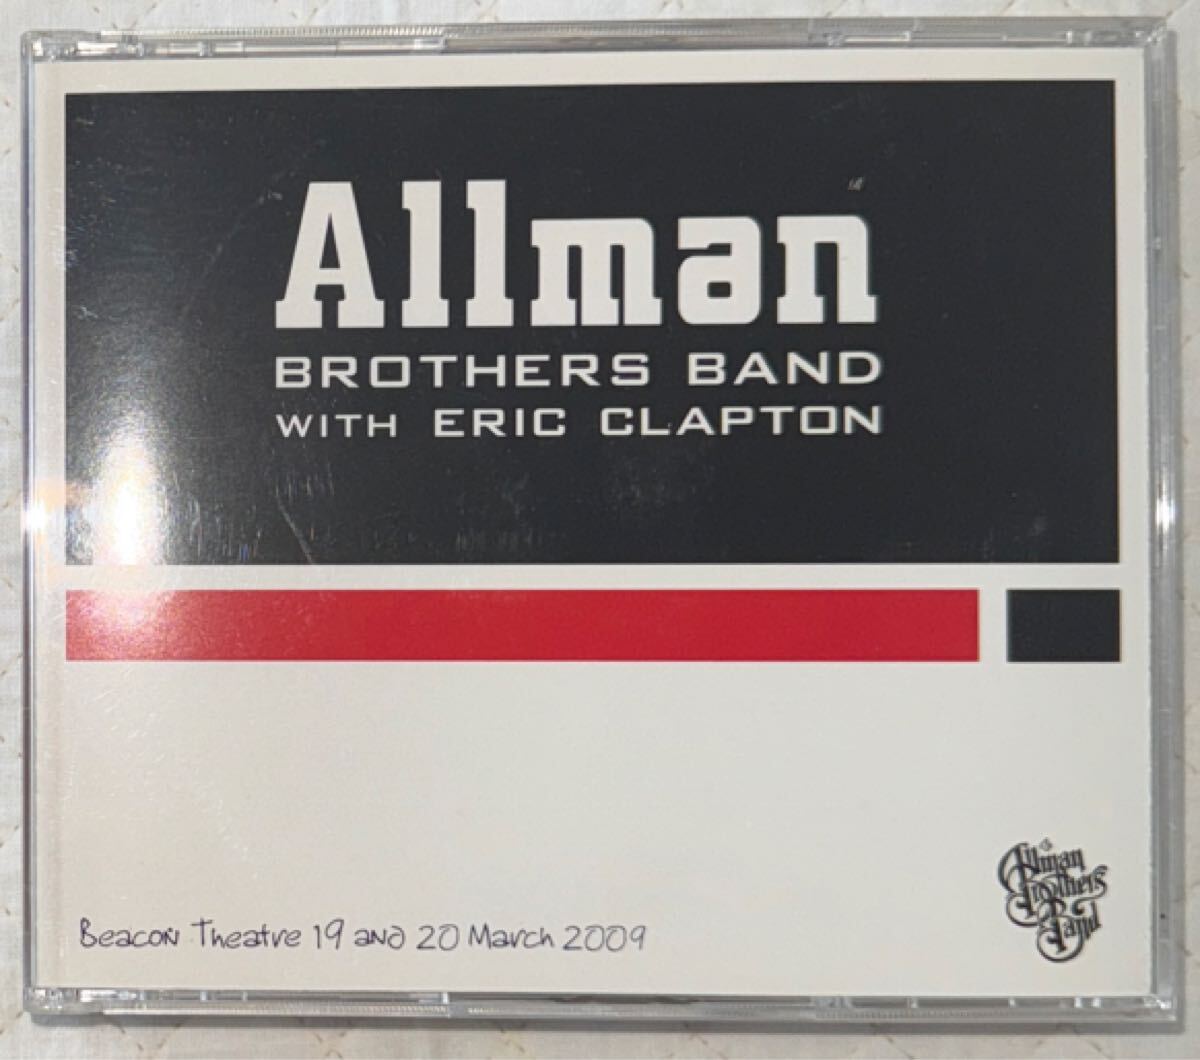 Allman
BROTHERS BAND
WITH ERIC CLAPTON
Beacon Theatre 19 and 20 March 2009
Allman
Brothers
Band